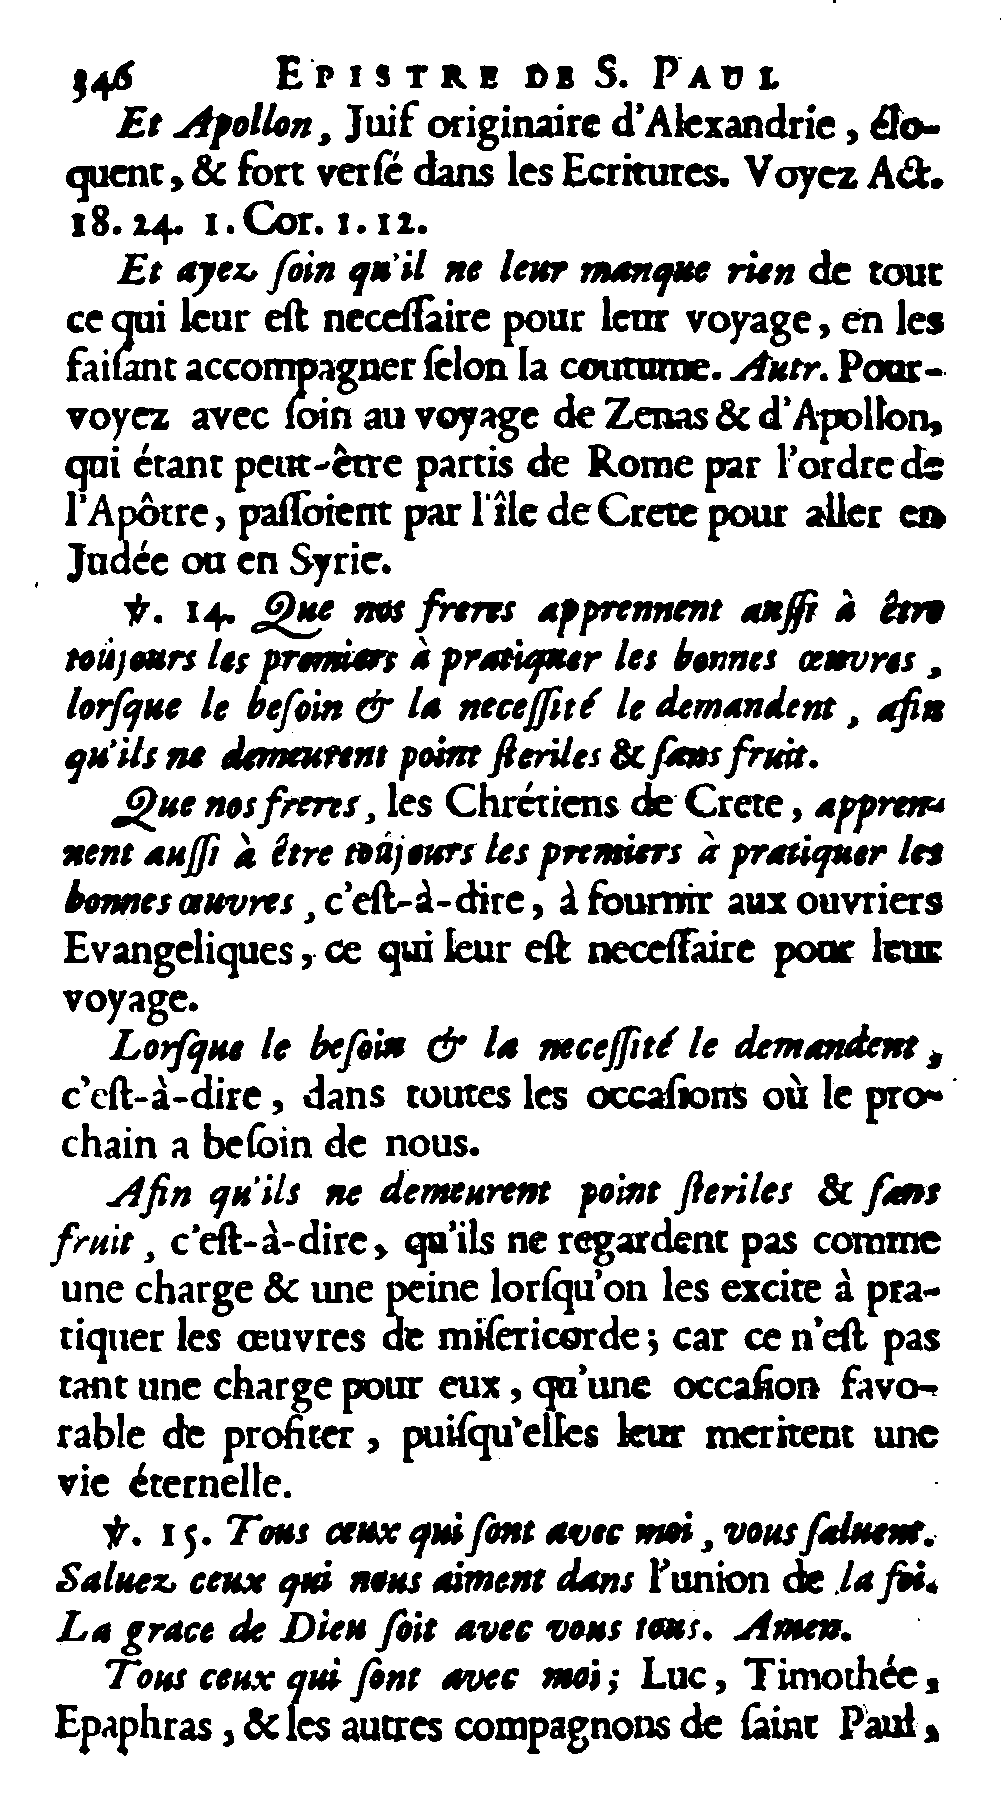 346 EPISTRE DE S. PAUL
Et Apollon, Juif originaire d'Alexandrie, élo-
quent, & fort versé dans les Ecritures. Voyez Act.
18. 24. 1. Cor. 1. 12.
Et ayez soin qu'il ne leur manque rien de tout
ce qui leur est necessaire pour leur voyage, en les
faisant accompagner selon la coutume. Autr. Pour-
voyez avec soin au voyage de Zenas & d'Apollon,
qui étant peut-être partis de Rome par l'ordre de
l'Apôtre, passoient par l'île de Crete pour aller en
Judée ou en Syrie.
℣. 14. Que nos freres apprennent aussi à être
toûjours les premiers à pratiquer les bonnes œuvres,
lorsque le besoin & la necessité le demandent, afin
qu'ils ne demeurent point steriles & sans fruit.
Que nos freres, les Chrétiens de Crete, appren-
nent aussi à être toûjours les premiers à pratiquer les
bonnes œuvres, c'est-à-dire, à fournir aux ouvriers
Evangeliques, ce qui leur est necessaire pour leur
voyage.
Lorsque le besoin & la necessité le demandent,
c'est-à-dire, dans toutes les occasions où le pro-
chain a besoin de nous.
Afin qu'ils ne demeurent point steriles & sans
fruit, c'est-à-dire, qu'ils ne regardent pas comme
une charge & une peine lorsqu'on les excite à pra-
tiquer les œuvres de misericorde; car ce n'est pas
tant une charge pour eux, qu'une occasion favo-
rable de profiter, puisqu'elles leur meritent une
vie éternelle.
℣. 15. Tous ceux qui sont avec moi, vous saluent.
Saluez ceux qui nous aiment dans l'union de la foi.
La grace de Dieu soit avec vous tous. Amen.
Tous ceux qui sont avec moi; Luc, Timothée,
Epaphras, & les autres compagnons de saint Paul,